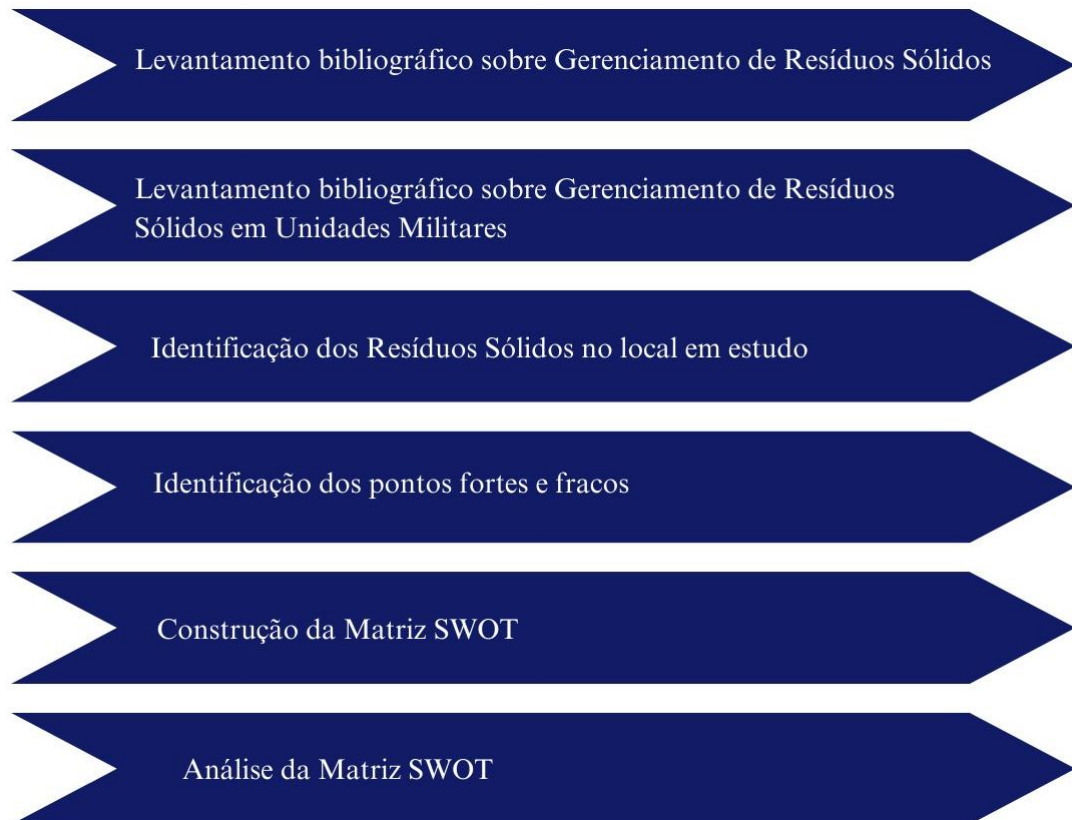 Levantamento bibliográfico sobre Gerenciamento de Resíduos Sólidos
Levantamento bibliográfico sobre Gerenciamento de Resíduos
Sólidos em Unidades Militares
Identificação dos Resíduos Sólidos no local em estudo
Identificação dos pontos fortes e fracos
Construção da Matriz SWOT
Análise da Matriz SWOT